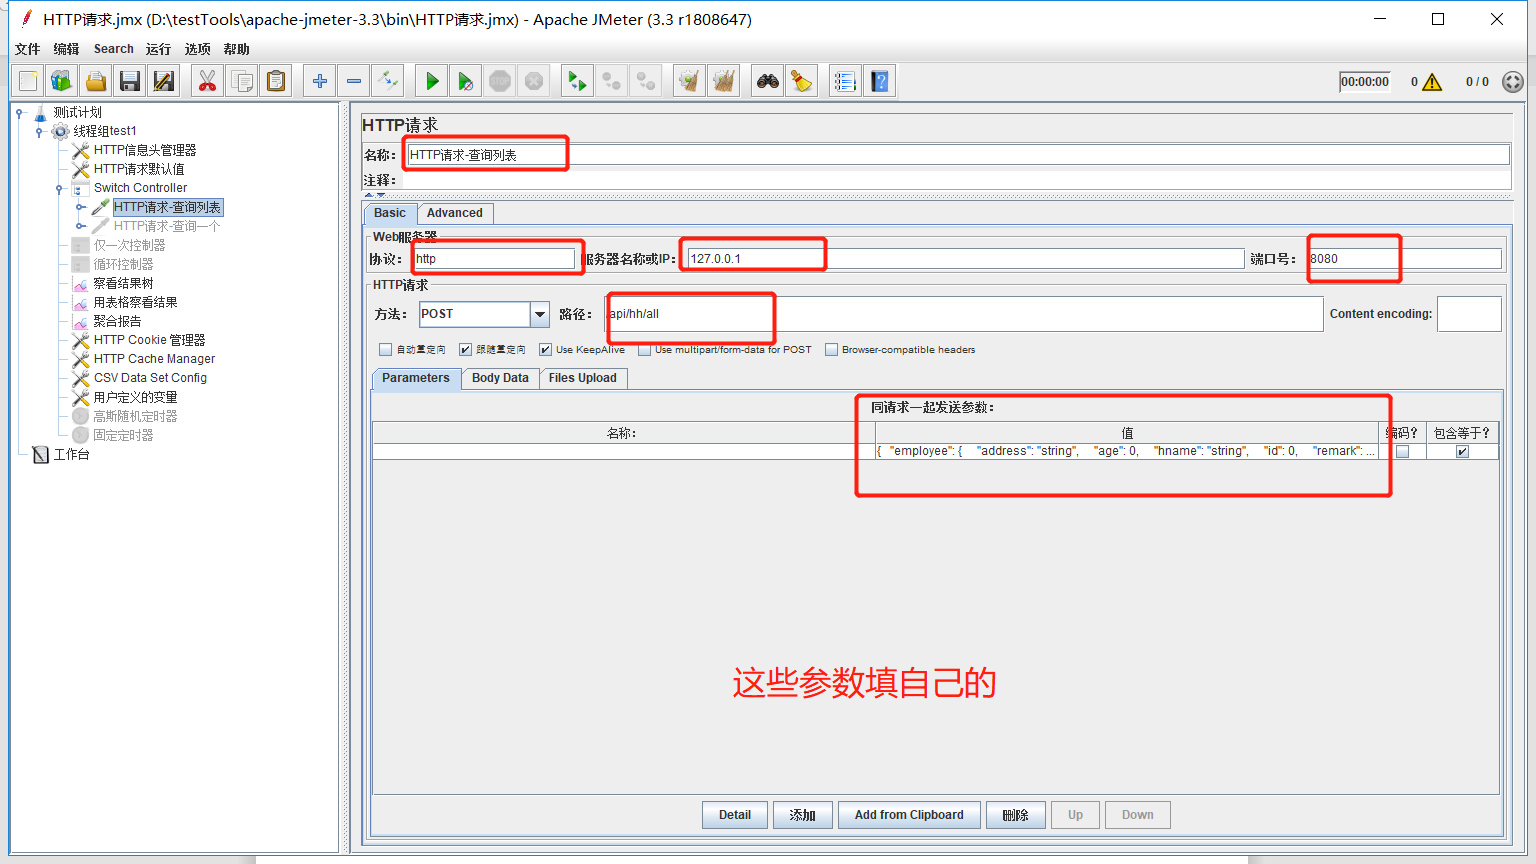 HTTP请求.jmx (D:\testTools\apache-jmeter-3.3\bin\HTTP请求.jmx) - Apache JMeter (3.3 r1808647)
文件 编辑 Search 运行 选项 帮助
00:00:00 0 0 / 0
测试计划
线程组test1
HTTP信息头管理器
HTTP请求默认值
Switch Controller
HTTP请求-查询列表
HTTP请求-查询一个
仅一次控制器
循环控制器
察看结果树
用表格察看结果
聚合报告
HTTP Cookie 管理器
HTTP Cache Manager
CSV Data Set Config
用户定义的变量
高斯随机定时器
固定定时器
工作台
HTTP请求
名称： HTTP请求-查询列表
注释：
Basic Advanced
Web服务器
协议： http 服务器名称或IP： 127.0.0.1 端口号： 8080
HTTP请求
方法： POST 路径： /api/hh/all Content encoding:
自动重定向 跟随重定向 Use KeepAlive Use multipart/form-data for POST Browser-compatible headers
Parameters Body Data Files Upload
同请求一起发送参数：
名称： 值 编码? 包含等于?
{ "employee": { "address": "string", "age": 0, "hname": "string", "id": 0, "remark": ...
这些参数填自己的
Detail 添加 Add from Clipboard 删除 Up Down